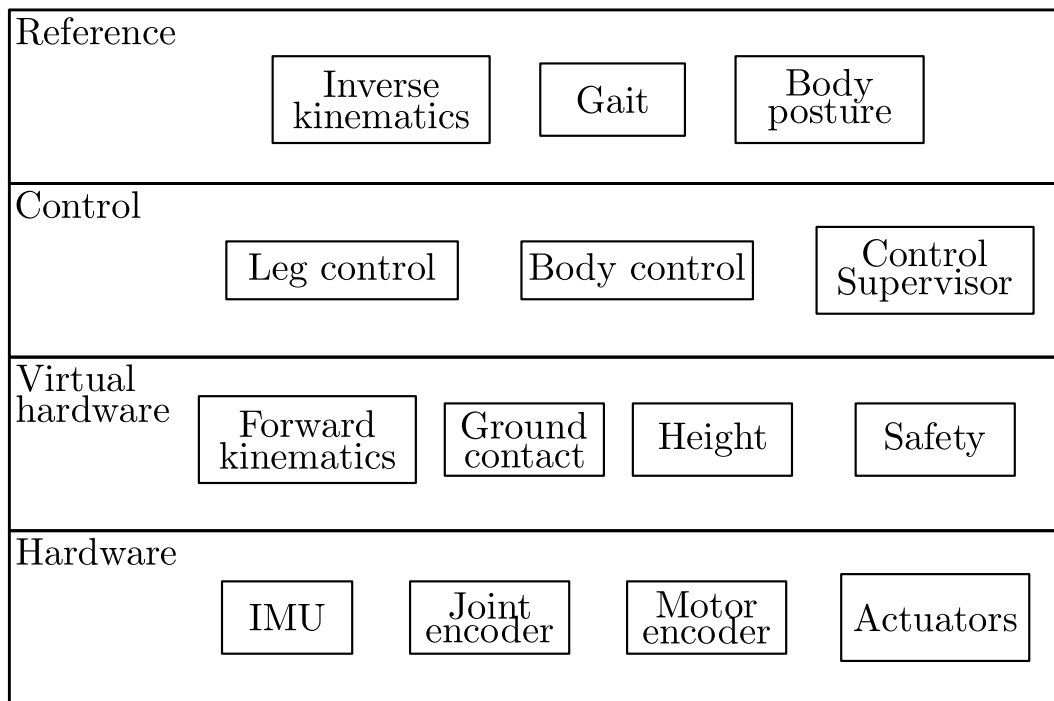 Reference
Inverse
kinematics
Gait
Body
posture
Control
Leg control
Body control
Control
Supervisor
Virtual
hardware
Forward
kinematics
Ground
contact
Height
Safety
Hardware
IMU
Joint
encoder
Motor
encoder
Actuators